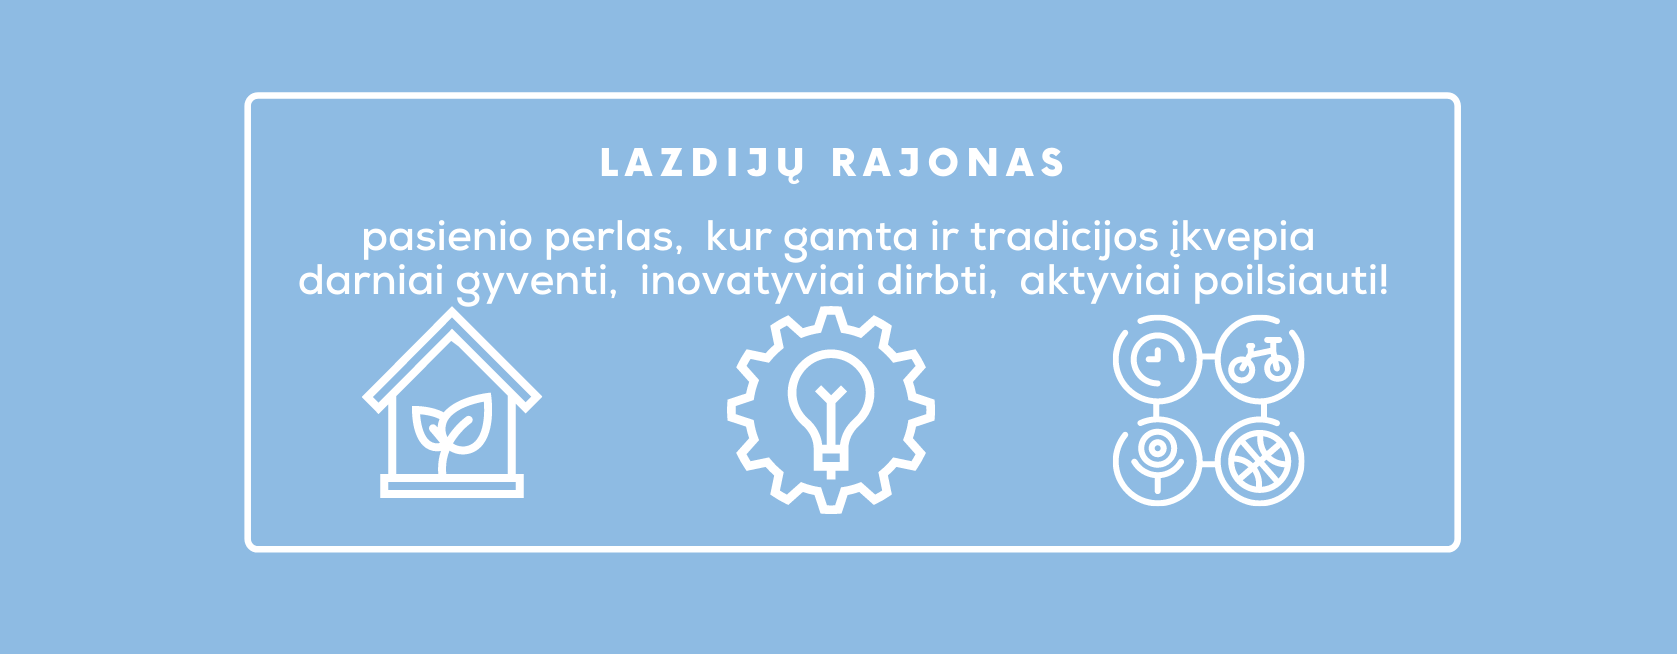 LAZDIJŲ RAJONAS
pasienio perlas, kur gamta ir tradicijos įkvepia
darniai gyventi, inovatyviai dirbti, aktyviai poilsiauti!